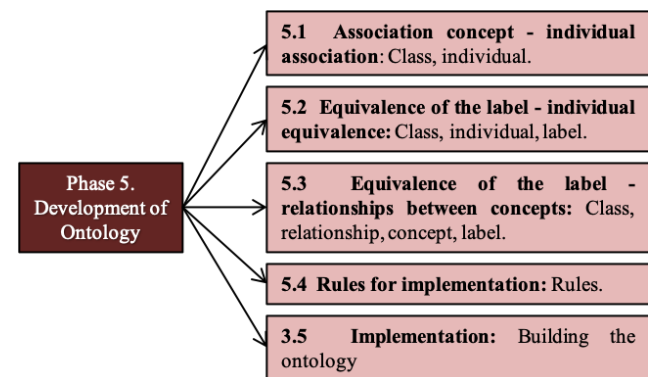 5.1 Association concept - individual
association: Class, individual.
5.2 Equivalence of the label - individual
equivalence: Class, individual, label.
Phase 5.
Development of
Ontology
5.3 Equivalence of the label -
relationships between concepts: Class,
relationship, concept, label.
5.4 Rules for implementation: Rules.
3.5 Implementation: Building the
ontology